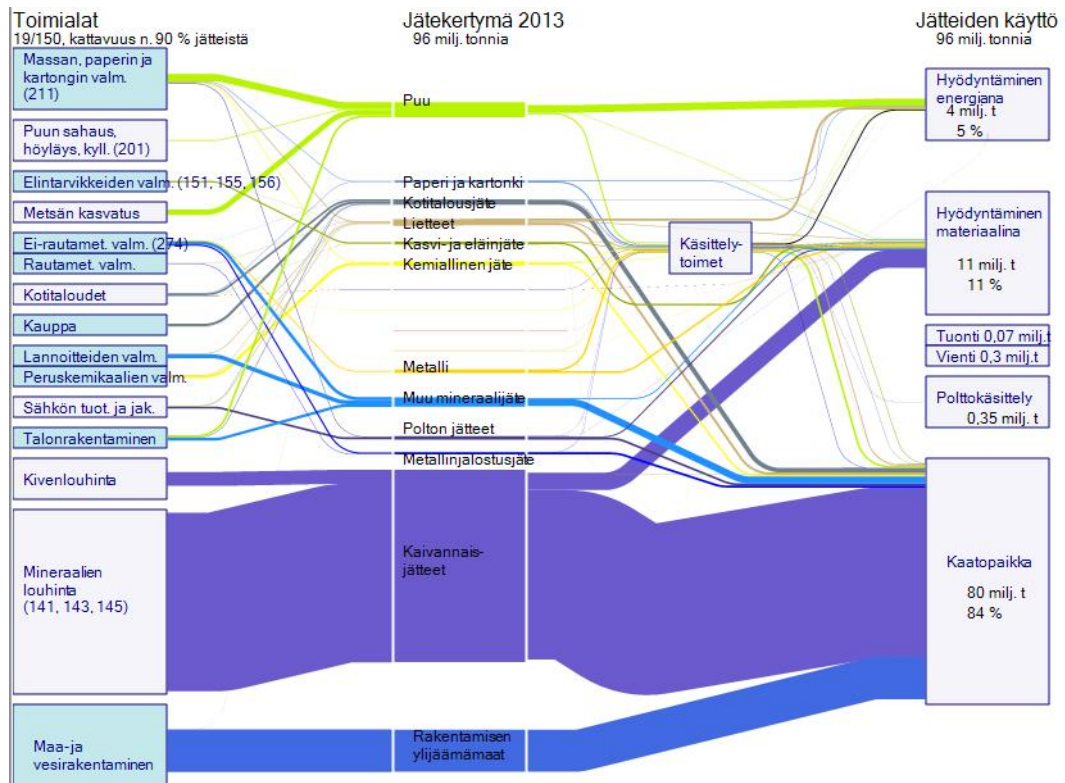 Toimialat
19/150, kattavuus n. 90 % jätteistä
Massan, paperin ja
kartongin valm.
(211)
Puun sahaus,
höyläys, kyll. (201)
Elintarvikkeiden valm. (151, 155, 156)
Metsän kasvatus
Ei-rautamet. valm. (274)
Rautamet. valm.
Kotitaloudet
Kauppa
Lannoitteiden valm.
Peruskemikaalien valm.
Sähkön tuot. ja jak.
Talonrakentaminen
Kivenlouhinta
Mineraalien
louhinta
(141, 143, 145)
Maa-ja
vesirakentaminen
Jätekertymä 2013
96 milj. tonnia
Puu
Paperi ja kartonki
Kotitalousjäte
Lietteet
Kasvi- ja eläinjäte
Kemiallinen jäte
Metalli
Muu mineraalijäte
Polton jätteet
Metallinjalostusjäte
Kaivannais-
jätteet
Rakentamisen
ylijäämämaat
Käsittely-
toimet
Jätteiden käyttö
96 milj. tonnia
Hyödyntäminen
energiana
4 milj. t
5 %
Hyödyntäminen
materiaalina
11 milj. t
11 %
Tuonti 0,07 milj.t
Vienti 0,3 milj.t
Polttokäsittely
0,35 milj. t
Kaatopaikka
80 milj. t
84 %